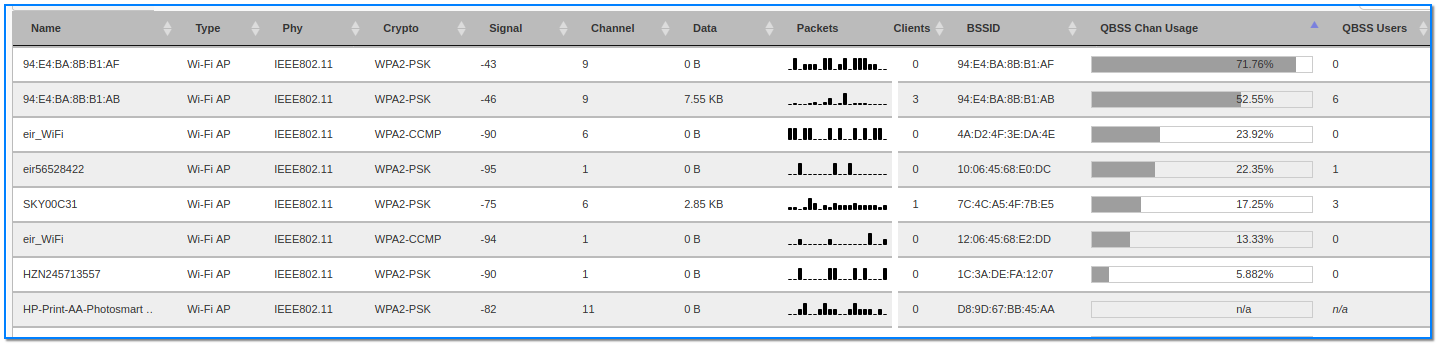 Name Type Phy Crypto Signal Channel Data Packets Clients BSSID QBSS Chan Usage QBSS Users
94:E4:BA:8B:B1:AF Wi-Fi AP IEEE802.11 WPA2-PSK -43 9 0 B 0 94:E4:BA:8B:B1:AF 71.76% 0
94:E4:BA:8B:B1:AB Wi-Fi AP IEEE802.11 WPA2-PSK -46 9 7.55 KB 3 94:E4:BA:8B:B1:AB 52.55% 6
eir_WiFi Wi-Fi AP IEEE802.11 WPA2-CCMP -90 6 0 B 0 4A:D2:4F:3E:DA:4E 23.92% 0
eir56528422 Wi-Fi AP IEEE802.11 WPA2-PSK -95 1 0 B 0 10:06:45:68:E0:DC 22.35% 1
SKY00C31 Wi-Fi AP IEEE802.11 WPA2-PSK -75 6 2.85 KB 1 7C:4C:A5:4F:7B:E5 17.25% 3
eir_WiFi Wi-Fi AP IEEE802.11 WPA2-CCMP -94 1 0 B 0 12:06:45:68:E2:DD 13.33% 0
HZN245713557 Wi-Fi AP IEEE802.11 WPA2-PSK -90 1 0 B 0 1C:3A:DE:FA:12:07 5.882% 0
HP-Print-AA-Photosmart ... Wi-Fi AP IEEE802.11 WPA2-PSK -82 11 0 B 0 D8:9D:67:BB:45:AA n/a n/a